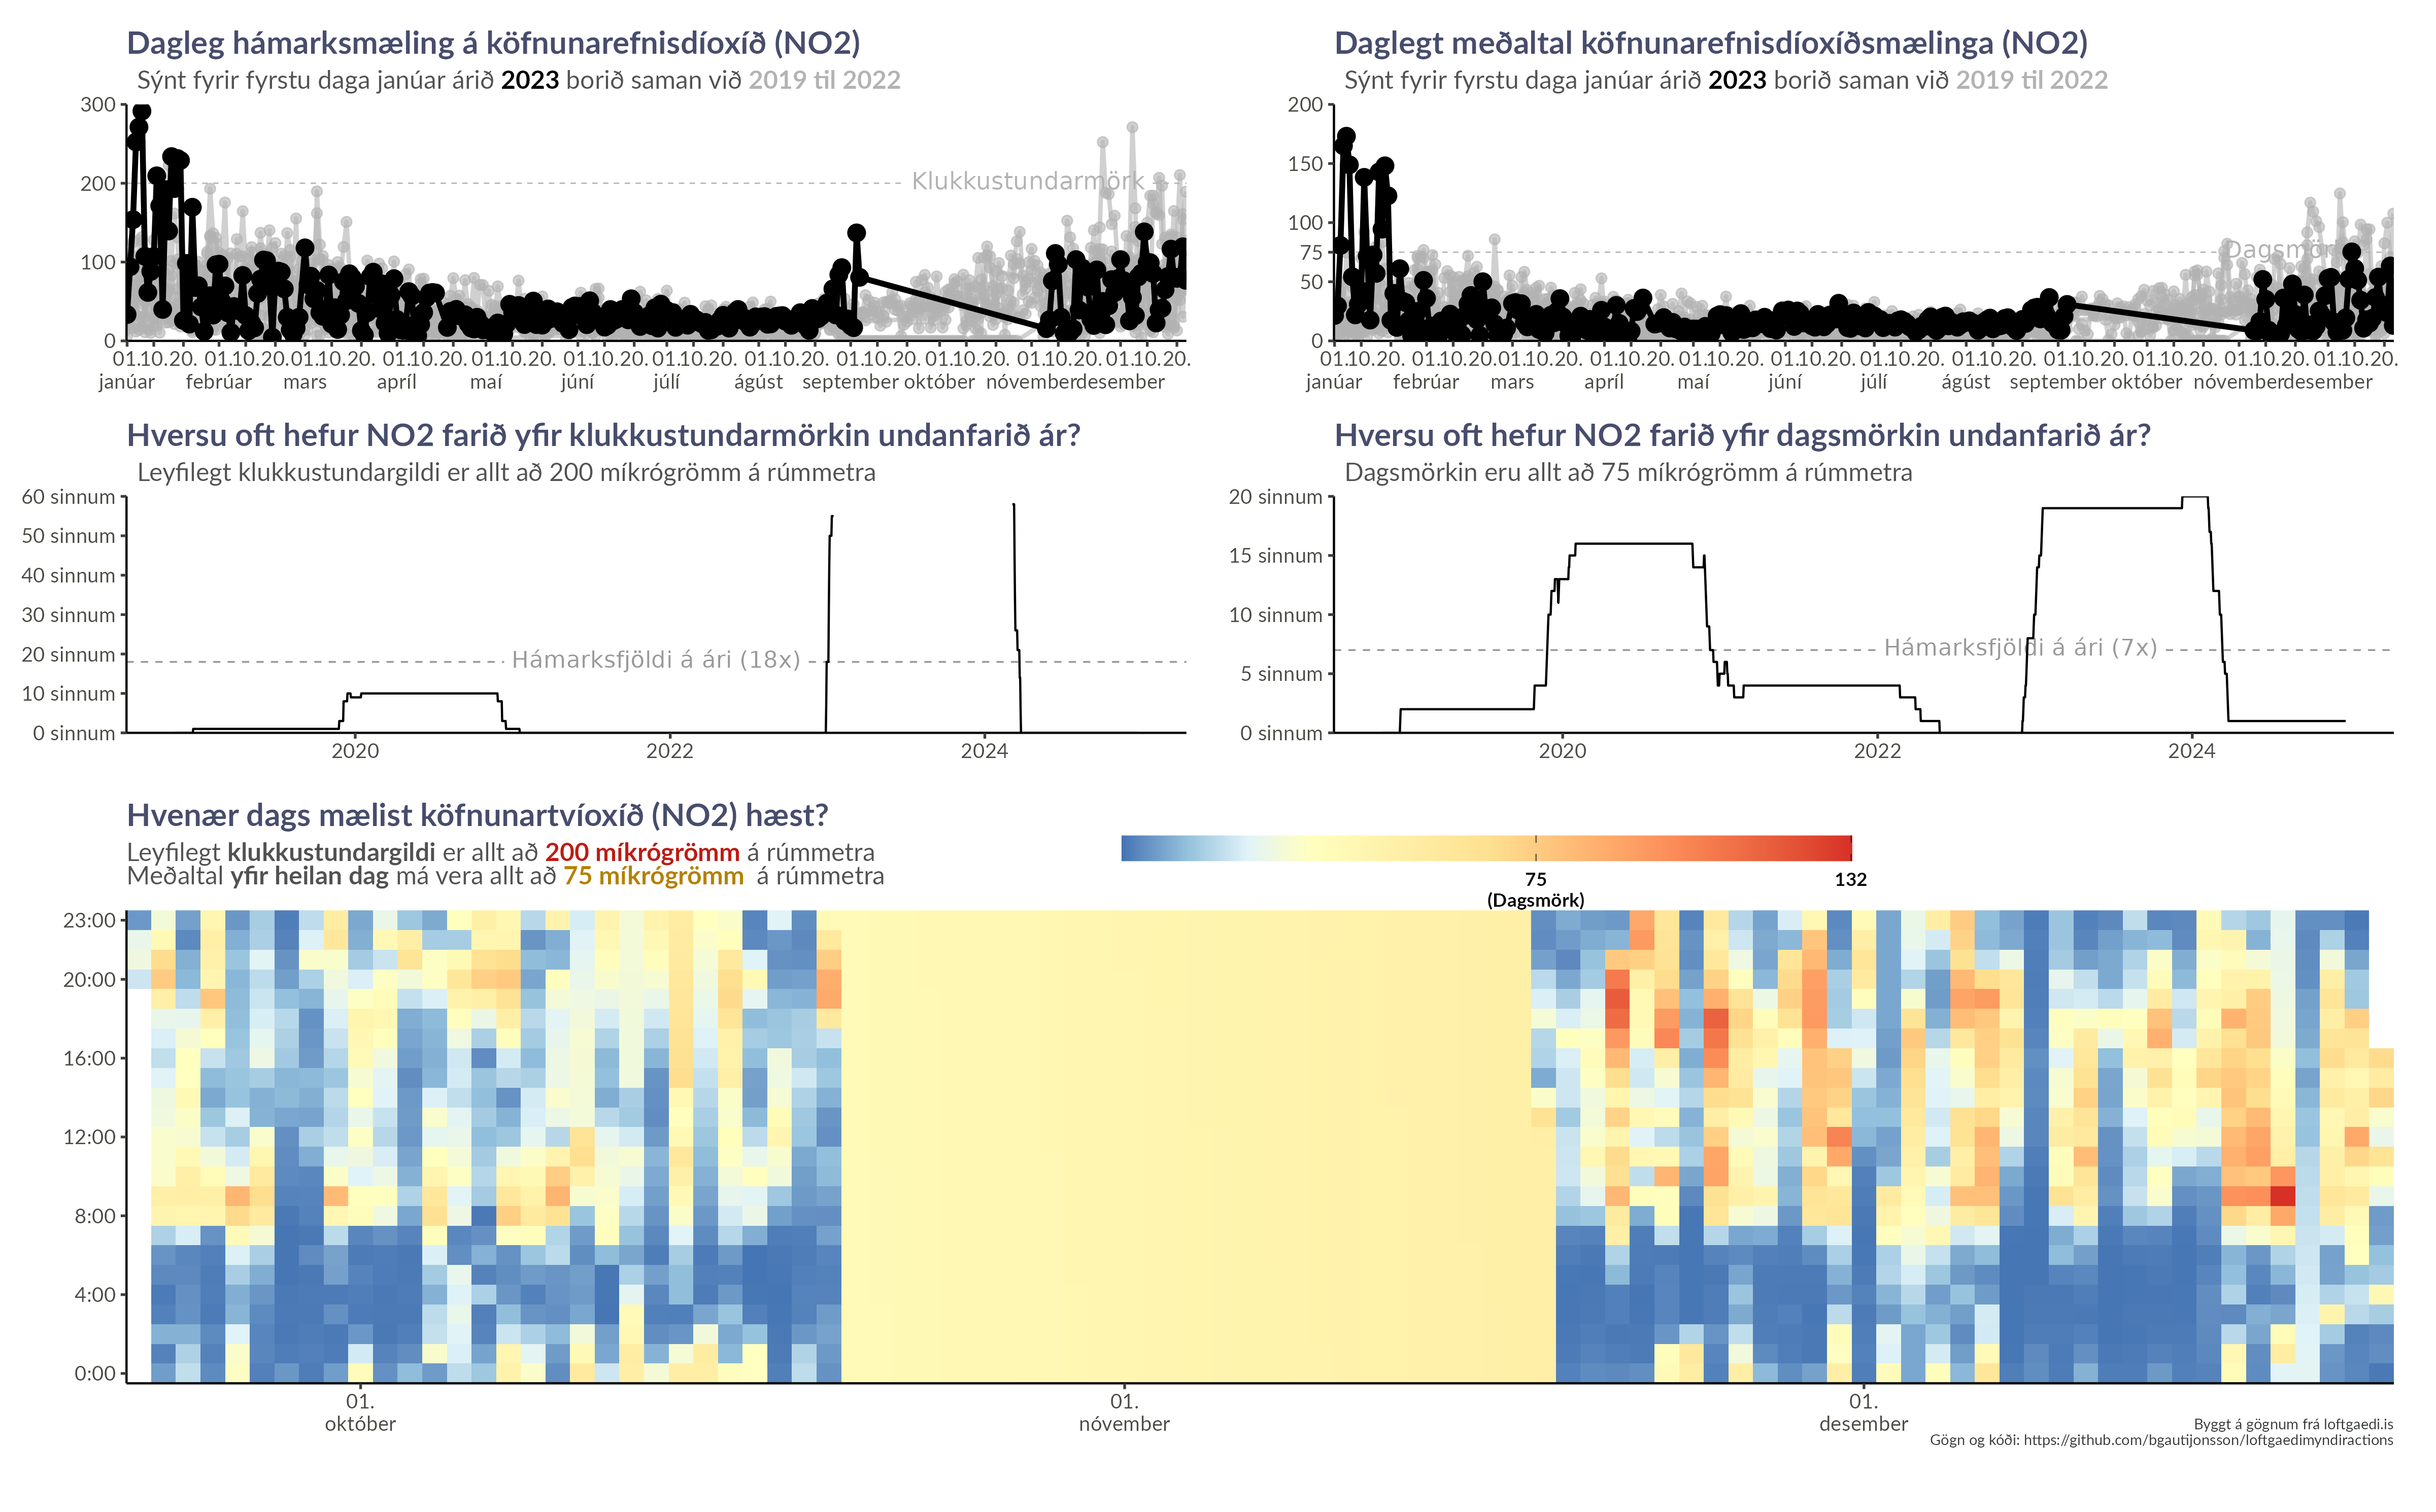 Dagleg hámarksmæling á köfnunarefnisdíoxíð (NO2)
Sýnt fyrir fyrstu daga janúar árið 2023 borið saman við 2019 til 2022
300
200
100
0
Klukkustundarmörk
01.10.20. 01.10.20. 01.10.20. 01.10.20. 01.10.20. 01.10.20. 01.10.20. 01.10.20. 01.10.20. 01.10.20. 01.10.20. 01.10.20.
janúar febrúar mars apríl maí júní júlí ágúst september október nóvember desember
Daglegt meðaltal köfnunarefnisdíoxíðsmælinga (NO2)
Sýnt fyrir fyrstu daga janúar árið 2023 borið saman við 2019 til 2022
200
150
100
75
50
0
Dagsmörk
01.10.20. 01.10.20. 01.10.20. 01.10.20. 01.10.20. 01.10.20. 01.10.20. 01.10.20. 01.10.20. 01.10.20. 01.10.20. 01.10.20.
janúar febrúar mars apríl maí júní júlí ágúst september október nóvember desember
Hversu oft hefur NO2 farið yfir klukkustundarmörkin undanfarið ár?
Leyfilegt klukkustundargildi er allt að 200 míkrógrömm á rúmmetra
60 sinnum
50 sinnum
40 sinnum
30 sinnum
20 sinnum
10 sinnum
0 sinnum
Hámarksfjöldi á ári (18x)
2020 2022 2024
Hversu oft hefur NO2 farið yfir dagsmörkin undanfarið ár?
Dagsmörkin eru allt að 75 míkrógrömm á rúmmetra
20 sinnum
15 sinnum
10 sinnum
5 sinnum
0 sinnum
Hámarksfjöldi á ári (7x)
2020 2022 2024
Hvenær dags mælist köfnunartvíoxíð (NO2) hæst?
Leyfilegt klukkustundargildi er allt að 200 míkrógrömm á rúmmetra
Meðaltal yfir heilan dag má vera allt að 75 míkrógrömm á rúmmetra
75 132
(Dagsmörk)
23:00
20:00
16:00
12:00
8:00
4:00
0:00
01. 01. 01.
október nóvember desember
Byggt á gögnum frá loftgaedi.is
Gögn og kóði: https://github.com/bgautijonsson/loftgaedimyndiractions